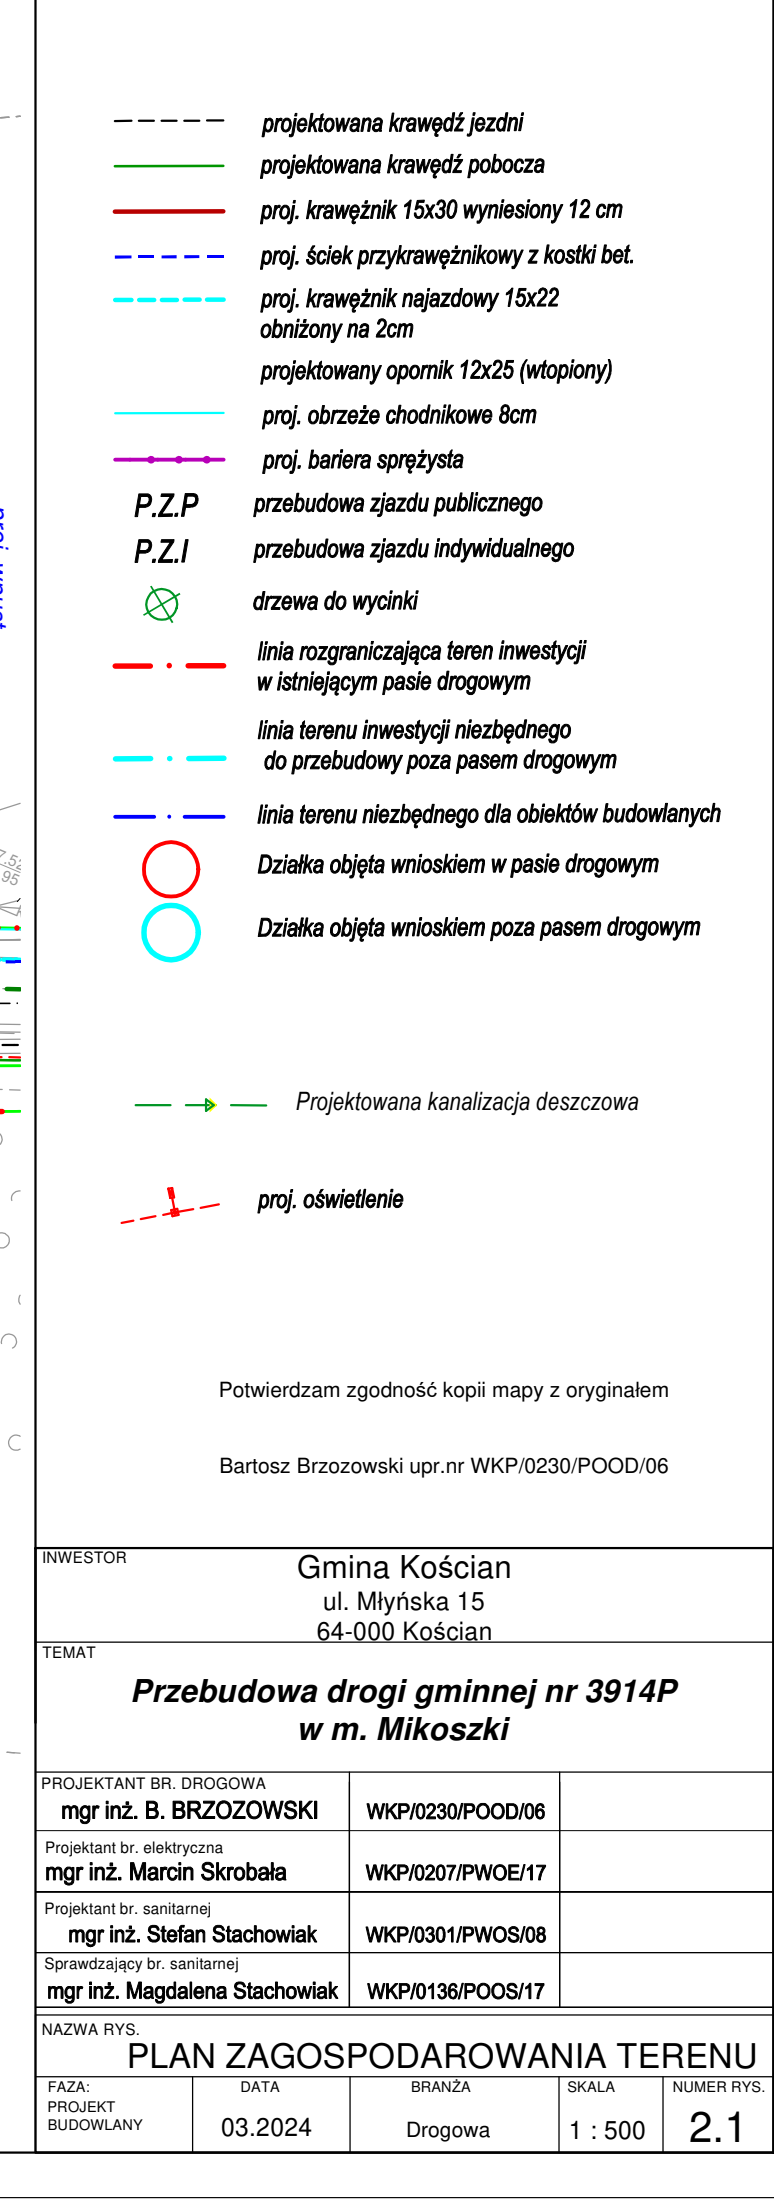 projektowana krawędź jezdni
projektowana krawędź pobocza
proj. krawężnik 15x30 wyniesiony 12 cm
proj. ściek przykrawężnikowy z kostki bet.
proj. krawężnik najazdowy 15x22
obniżony na 2cm
projektowany opornik 12x25 (wtopiony)
proj. obrzeże chodnikowe 8cm
proj. bariera sprężysta
P.Z.P przebudowa zjazdu publicznego
P.Z.I przebudowa zjazdu indywidualnego
drzewa do wycinki
linia rozgraniczająca teren inwestycji
w istniejącym pasie drogowym
linia terenu inwestycji niezbędnego
do przebudowy poza pasem drogowym
linia terenu niezbędnego dla obiektów budowlanych
Działka objęta wnioskiem w pasie drogowym
Działka objęta wnioskiem poza pasem drogowym
Projektowana kanalizacja deszczowa
proj. oświetlenie
Potwierdzam zgodność kopii mapy z oryginałem
Bartosz Brzozowski upr.nr WKP/0230/POOD/06
INWESTOR
Gmina Kościan
ul. Młyńska 15
64-000 Kościan
TEMAT
Przebudowa drogi gminnej nr 3914P
w m. Mikoszki
PROJEKTANT BR. DROGOWA
mgr inż. B. BRZOZOWSKI WKP/0230/POOD/06
Projektant br. elektryczna
mgr inż. Marcin Skrobała WKP/0207/PWOE/17
Projektant br. sanitarnej
mgr inż. Stefan Stachowiak WKP/0301/PWOS/08
Sprawdzający br. sanitarnej
mgr inż. Magdalena Stachowiak WKP/0136/POOS/17
NAZWA RYS.
PLAN ZAGOSPODAROWANIA TERENU
FAZA: DATA BRANŻA SKALA NUMER RYS.
PROJEKT
BUDOWLANY 03.2024 Drogowa 1 : 500 2.1